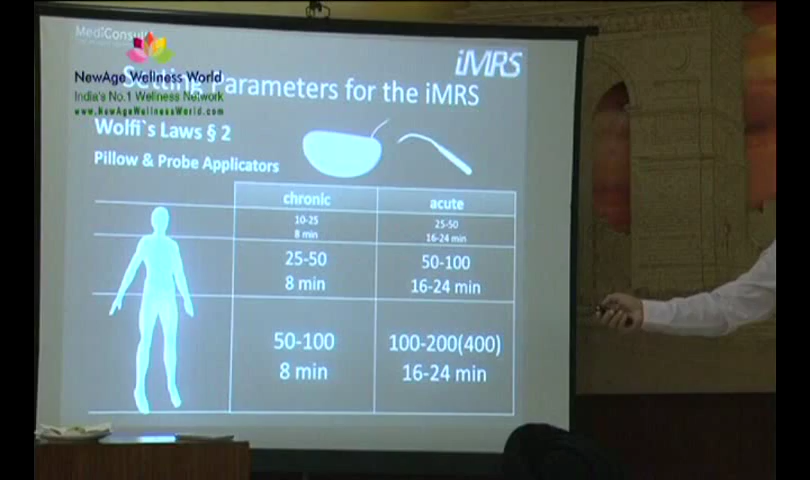 MediConsult
iMRS
NewAge Wellness World
India's No.1 Wellness Network
www.NewAgeWellnessWorld.com
Setting Parameters for the iMRS
Wolfi`s Laws § 2
Pillow & Probe Applicators
chronic acute
10-25 25-50
8 min 16-24 min
25-50 50-100
8 min 16-24 min
50-100 100-200(400)
8 min 16-24 min